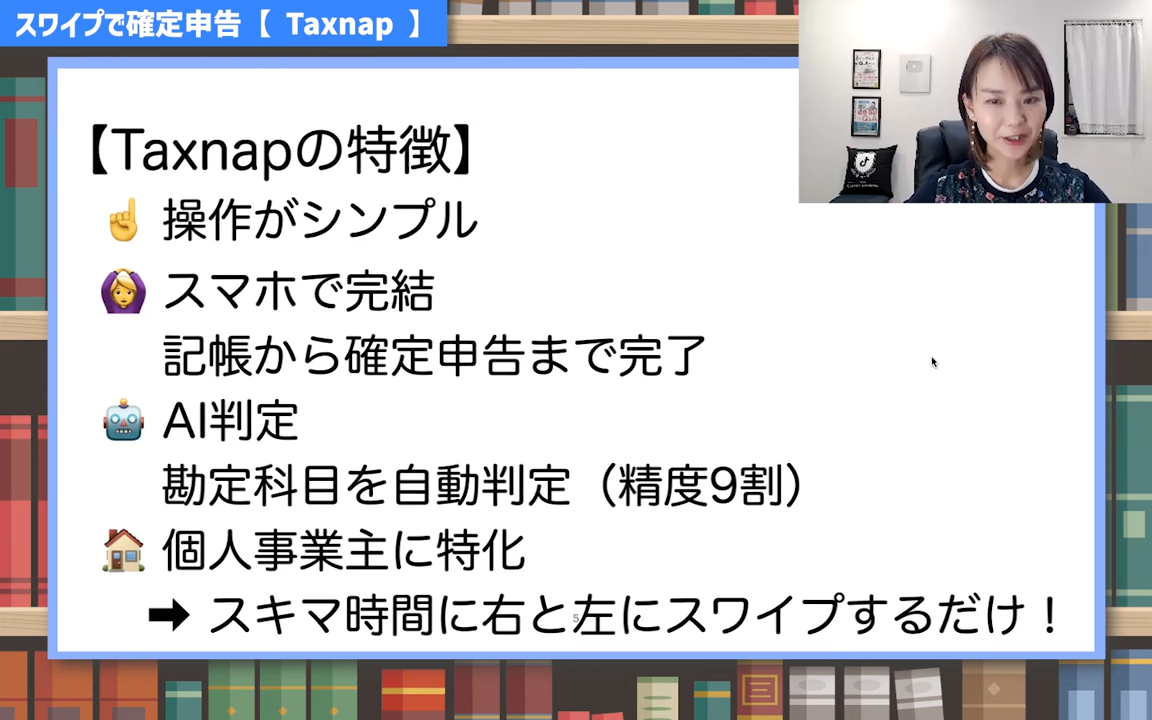 スワイプで確定申告【 Taxnap 】
【Taxnapの特徴】
☝️ 操作がシンプル
🙆‍♀️ スマホで完結
記帳から確定申告まで完了
🤖 AI判定
勘定科目を自動判定（精度9割）
🏠 個人事業主に特化
➡ スキマ時間に右と左にスワイプするだけ！
5